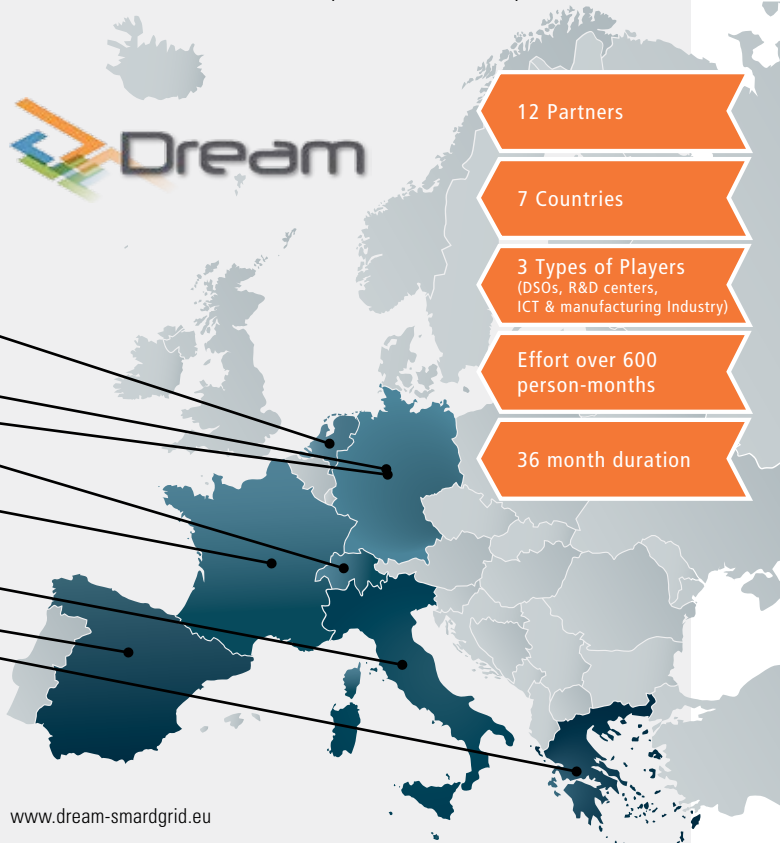 Dream
12 Partners
7 Countries
3 Types of Players
(DSOs, R&D centers,
ICT & manufacturing Industry)
Effort over 600
person-months
36 month duration
www.dream-smardgrid.eu